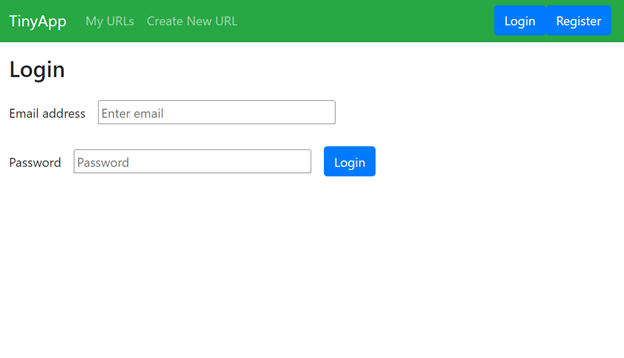 TinyApp My URLs Create New URL Login Register
Login
Email address Enter email
Password Password Login